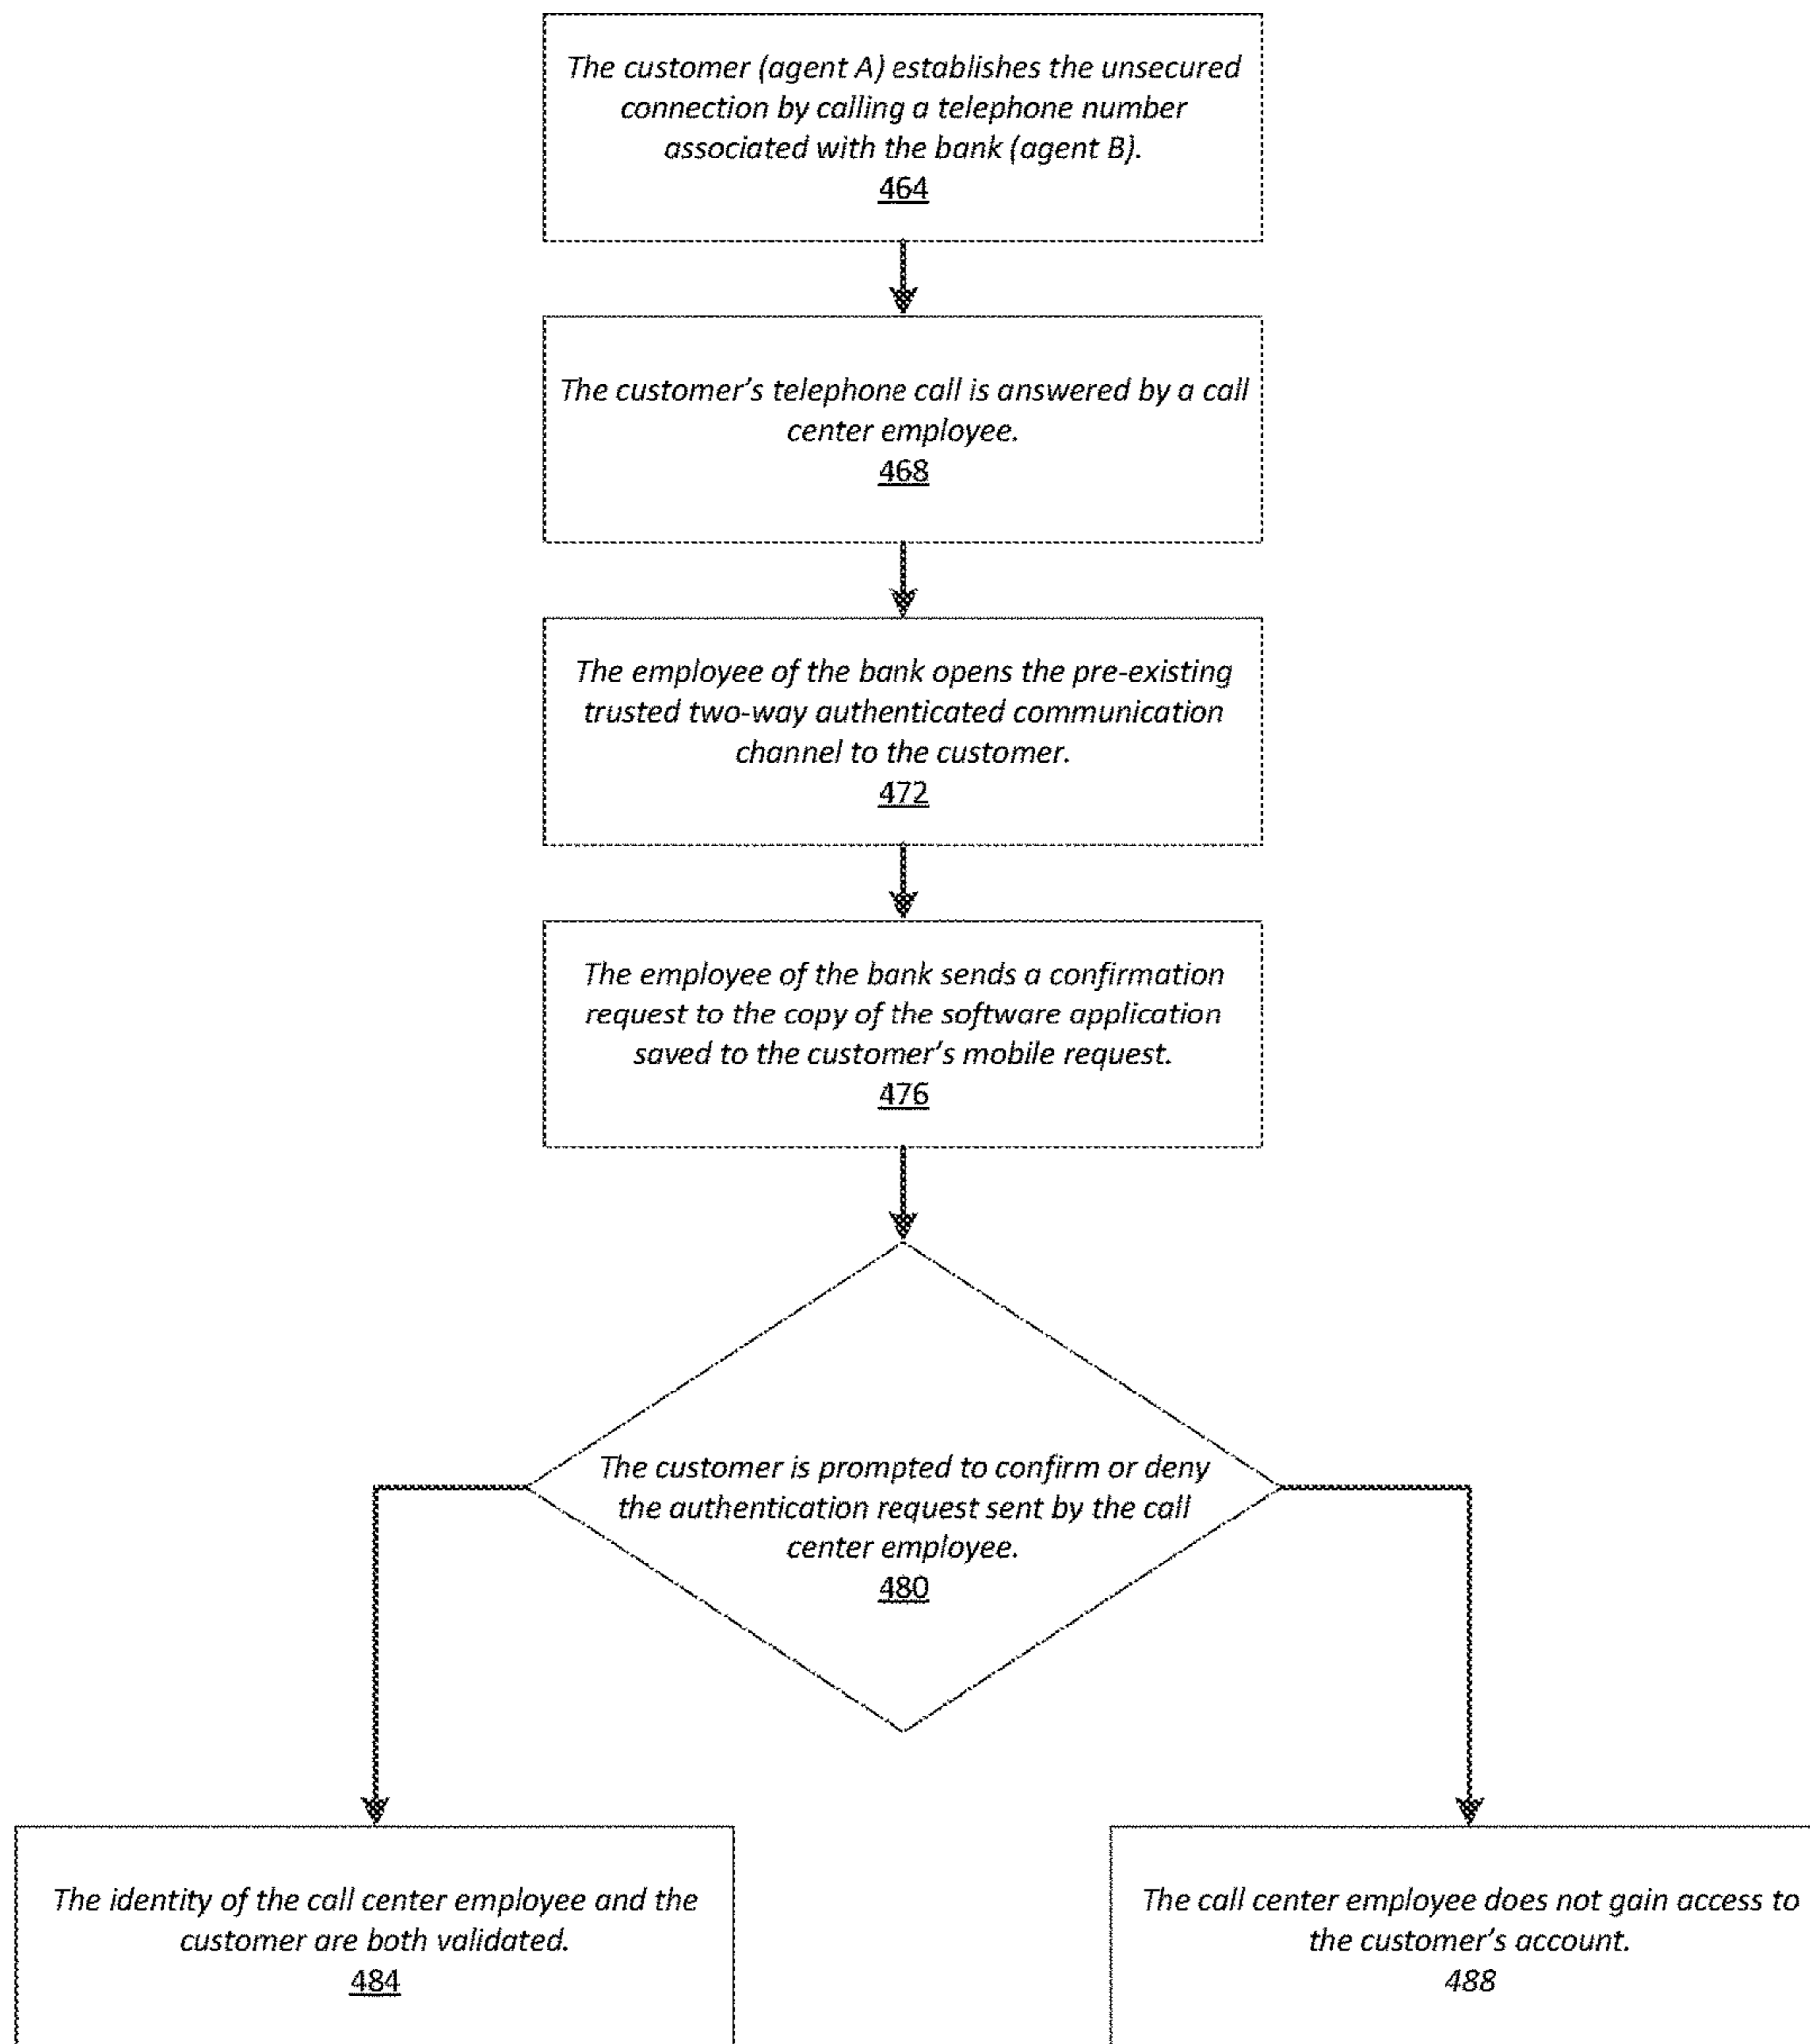 The customer (agent A) establishes the unsecured
connection by calling a telephone number
associated with the bank (agent B).
464
The customer's telephone call is answered by a call
center employee.
468
The employee of the bank opens the pre-existing
trusted two-way authenticated communication
channel to the customer.
472
The employee of the bank sends a confirmation
request to the copy of the software application
saved to the customer's mobile request.
476
The customer is prompted to confirm or deny
the authentication request sent by the call
center employee.
480
The identity of the call center employee and the
customer are both validated.
484
The call center employee does not gain access to
the customer's account.
488